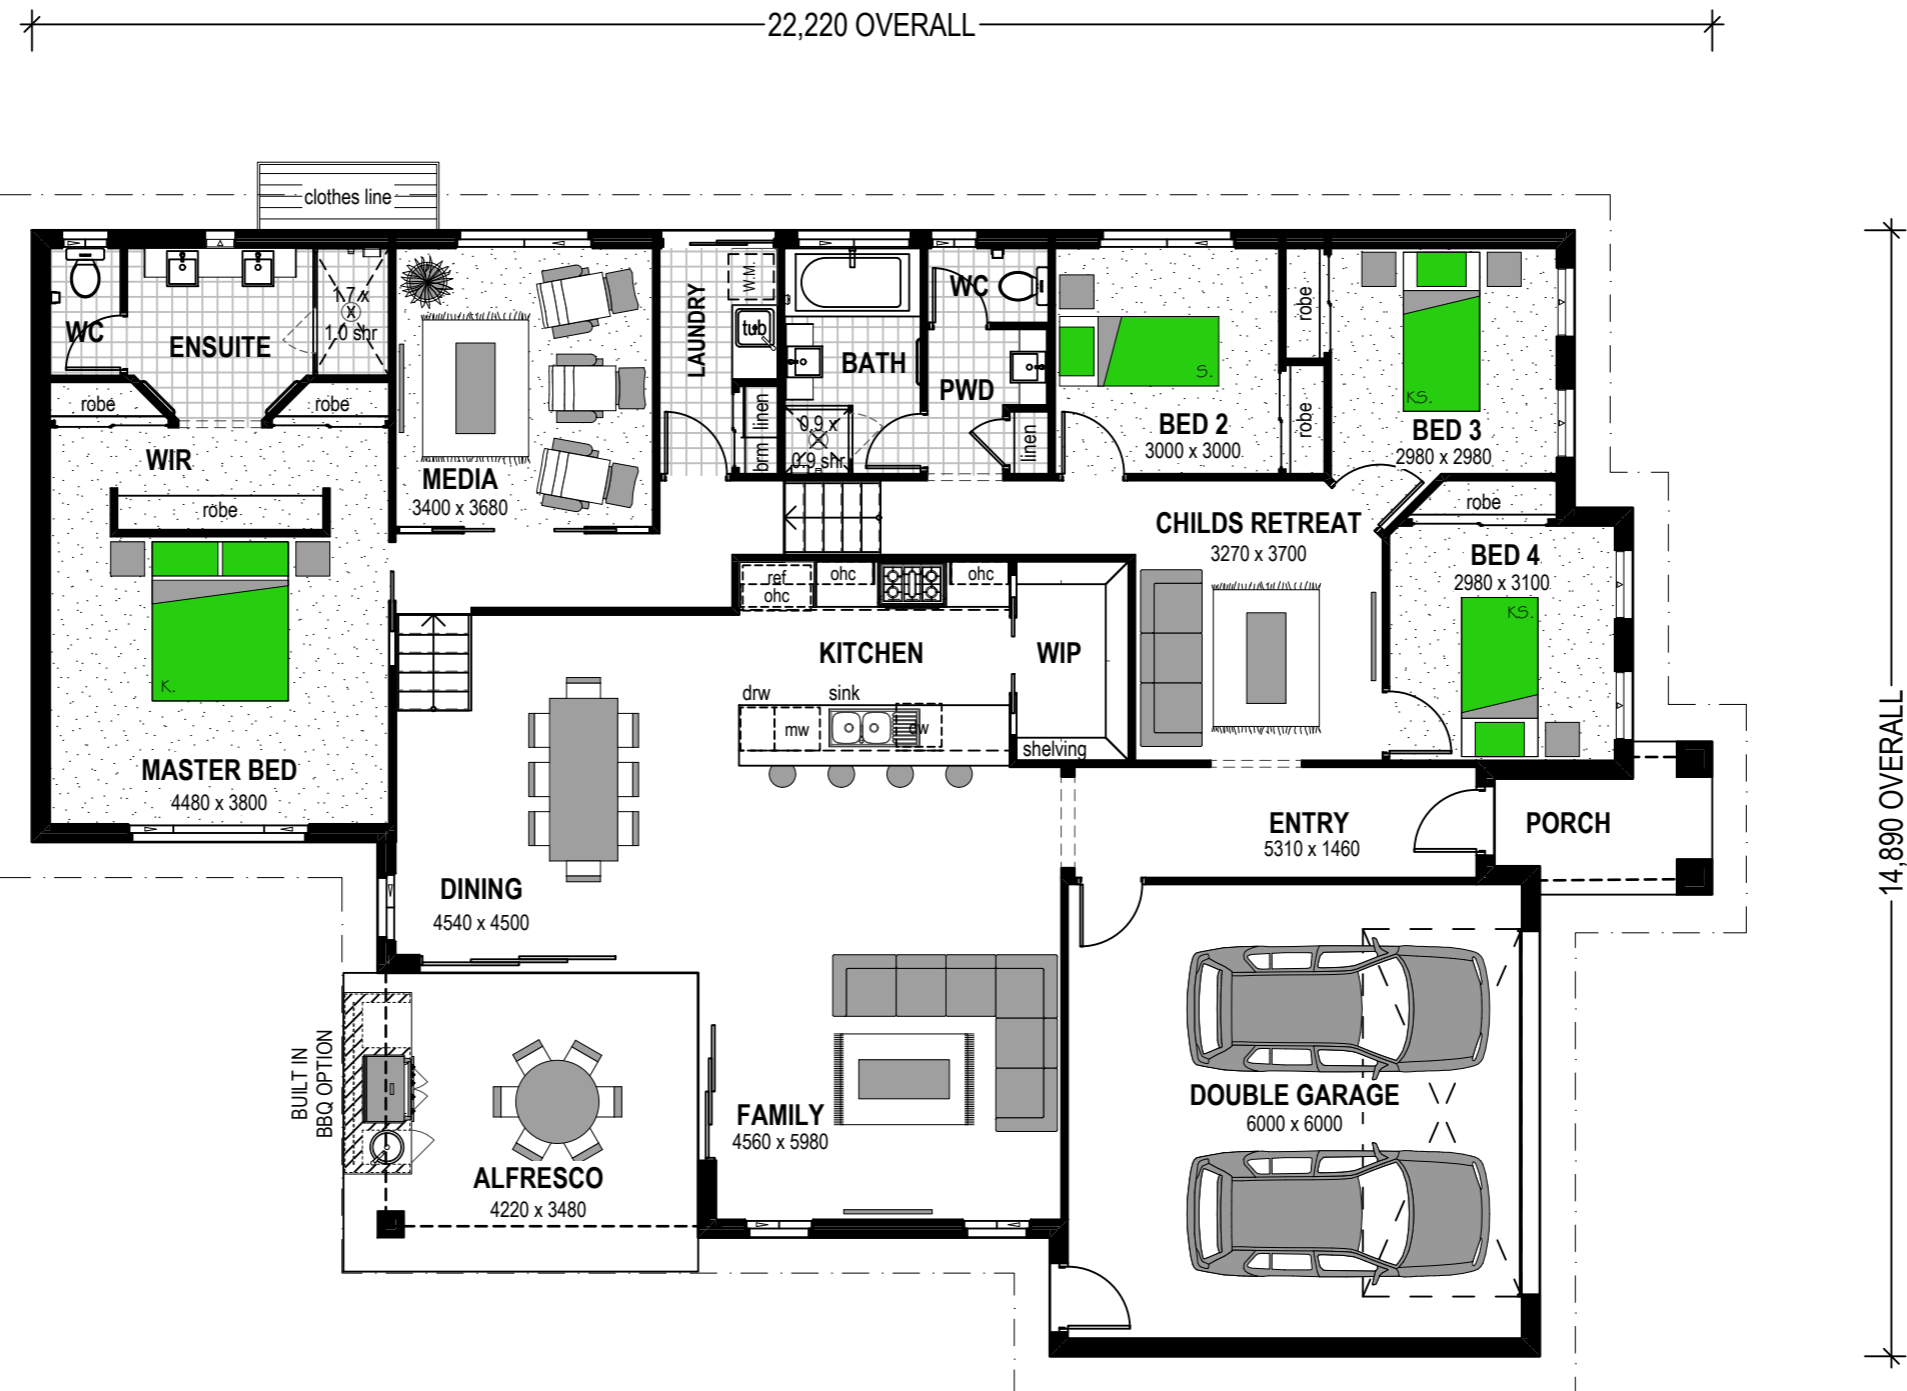 22,220 OVERALL
clothes line
WC
ENSUITE
1.7 x
1.0 shr
robe
robe
WIR
robe
K.
MASTER BED
4480 x 3800
MEDIA
3400 x 3680
LAUNDRY
W.M.
tub
linen
brm
BATH
0.9 x
0.9 shr
WC
PWD
linen
S.
BED 2
3000 x 3000
robe
robe
KS.
BED 3
2980 x 2980
CHILDS RETREAT
3270 x 3700
robe
BED 4
2980 x 3100
KS.
ref
ohc
ohc
ohc
KITCHEN
WIP
drw
sink
mw
dw
shelving
DINING
4540 x 4500
ENTRY
5310 x 1460
PORCH
14,890 OVERALL
BUILT IN
BBQ OPTION
ALFRESCO
4220 x 3480
FAMILY
4560 x 5980
DOUBLE GARAGE
6000 x 6000